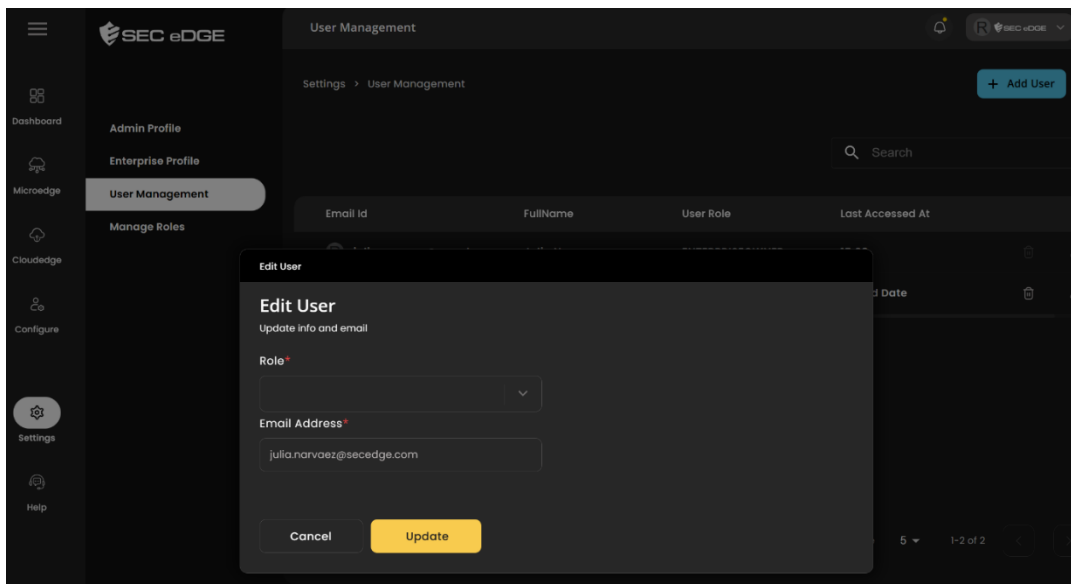 SEC eDGE
User Management
R SEC eDGE
Settings > User Management
+ Add User
Dashboard
Admin Profile
Enterprise Profile
Search
Microedge
User Management
Manage Roles
Email Id FullName User Role Last Accessed At
Cloudedge
Edit User
Edit User
Date
Update info and email
Configure
Role*
Email Address*
Settings
julia.narvaez@secedge.com
Help
Cancel Update
5 1-2 of 2